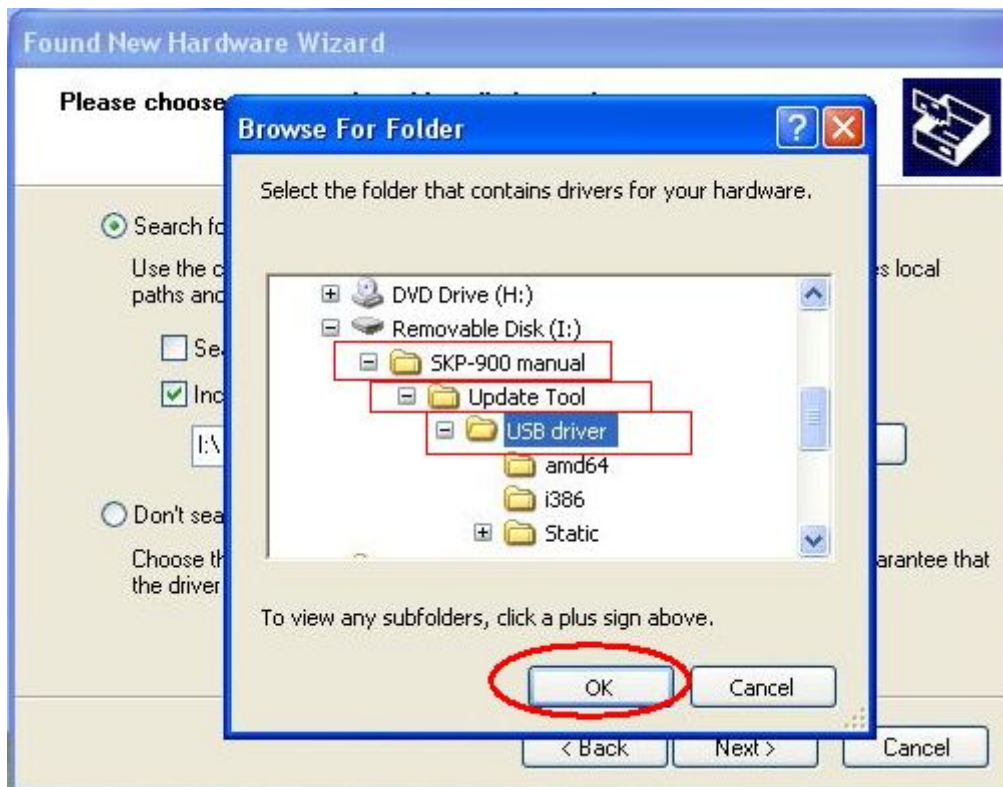 Found New Hardware Wizard
Please choose
Browse For Folder
Select the folder that contains drivers for your hardware.
Search fo
Use the c
es local
paths and
DVD Drive (H:)
Removable Disk (I:)
SKP-900 manual
Sea
Update Tool
Inc
USB driver
I:\
amd64
i386
Don't sea
Static
Choose th
arantee that
the driver
To view any subfolders, click a plus sign above.
OK
Cancel
< Back
Next >
Cancel